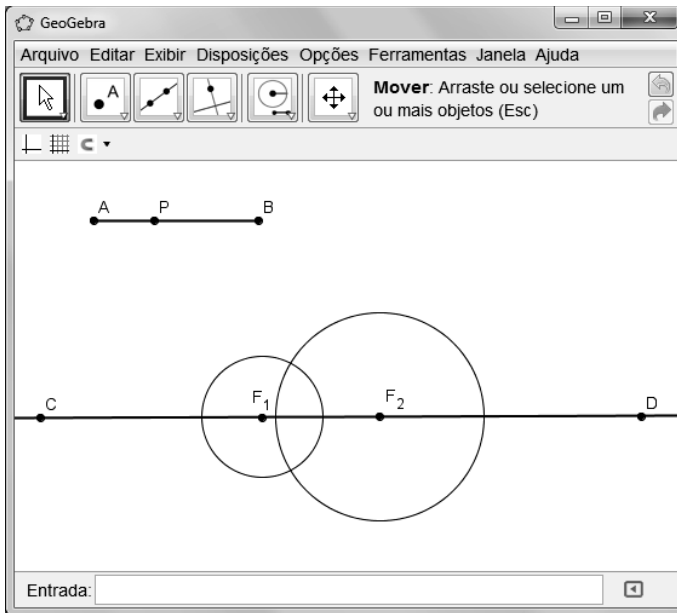 GeoGebra
Arquivo Editar Exibir Disposições Opções Ferramentas Janela Ajuda
A
Mover: Arraste ou selecione um
ou mais objetos (Esc)
A P B
C F1 F2 D
Entrada: